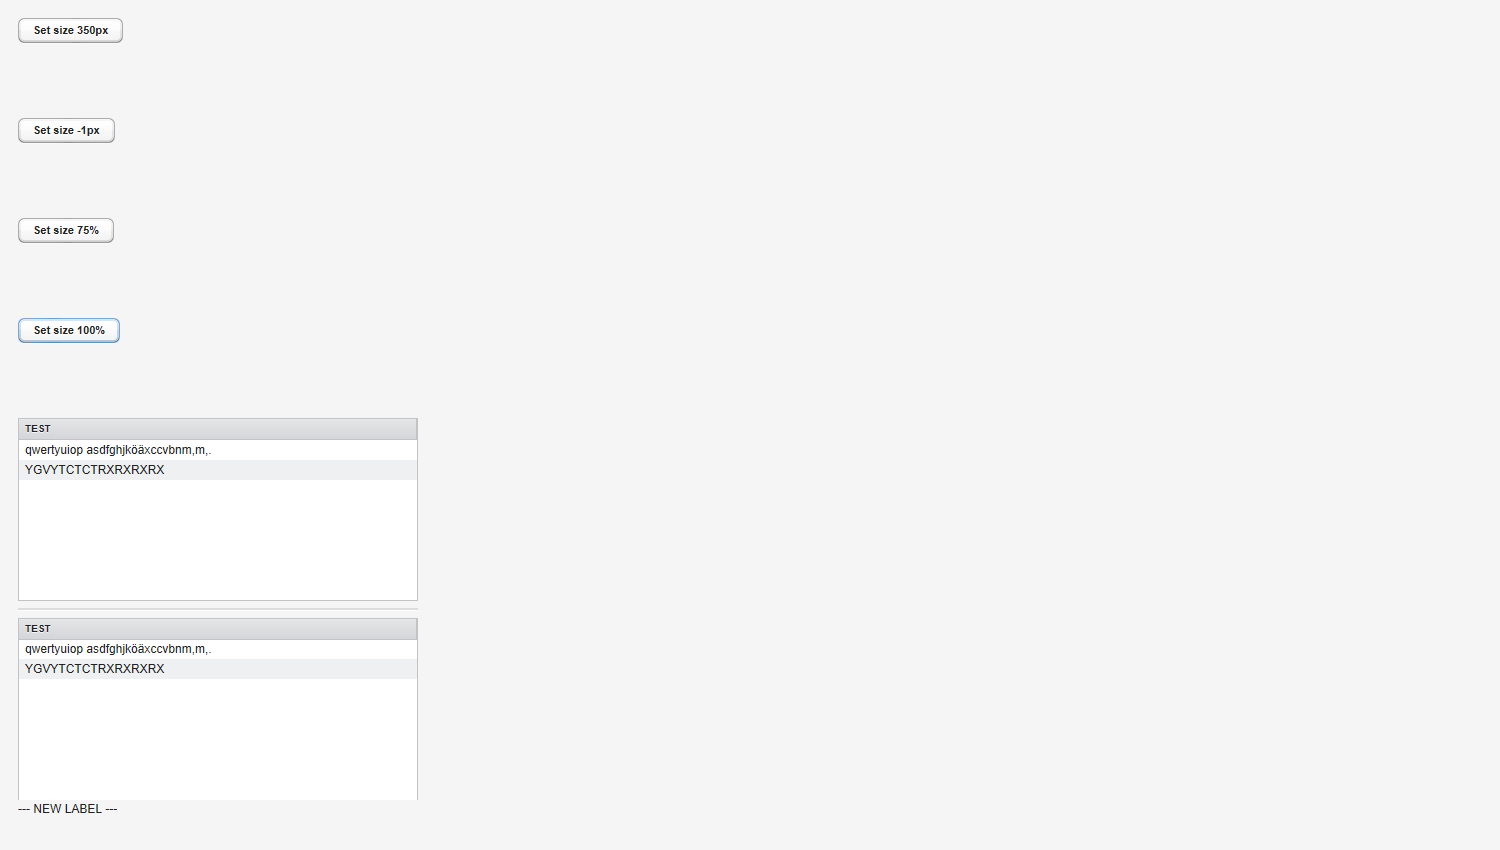 Set size 350px
Set size -1px
Set size 75%
Set size 100%
TEST
qwertyuiop asdfghjköäxccvbnm,m,.
YGVYTCTCTRXRXRXRX
TEST
qwertyuiop asdfghjköäxccvbnm,m,.
YGVYTCTCTRXRXRXRX
--- NEW LABEL ---